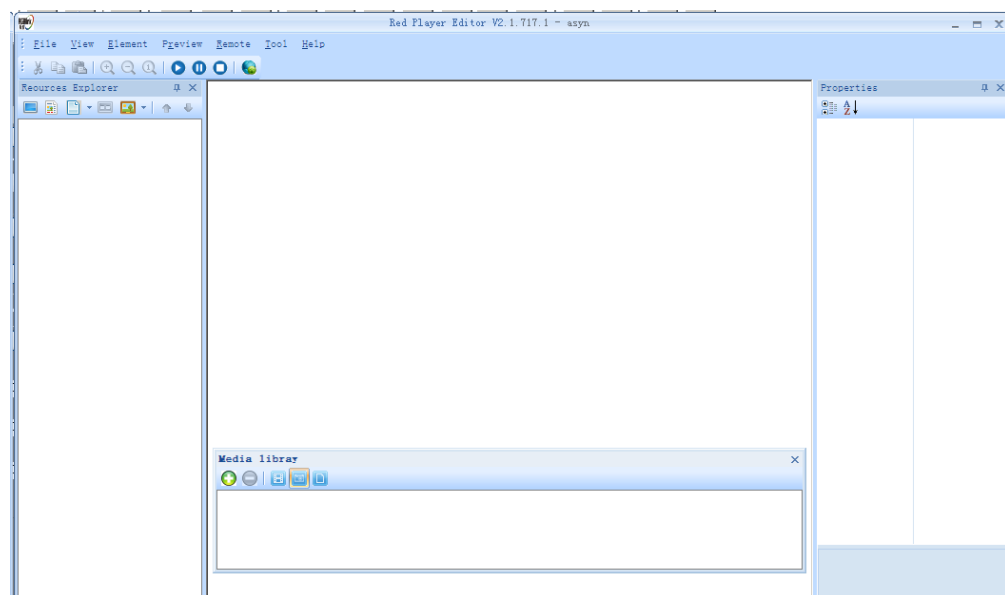 Red Player Editor V2.1.717.1 - asyn
File View Element Preview Remote Tool Help
Reources Explorer
Properties
Media libray